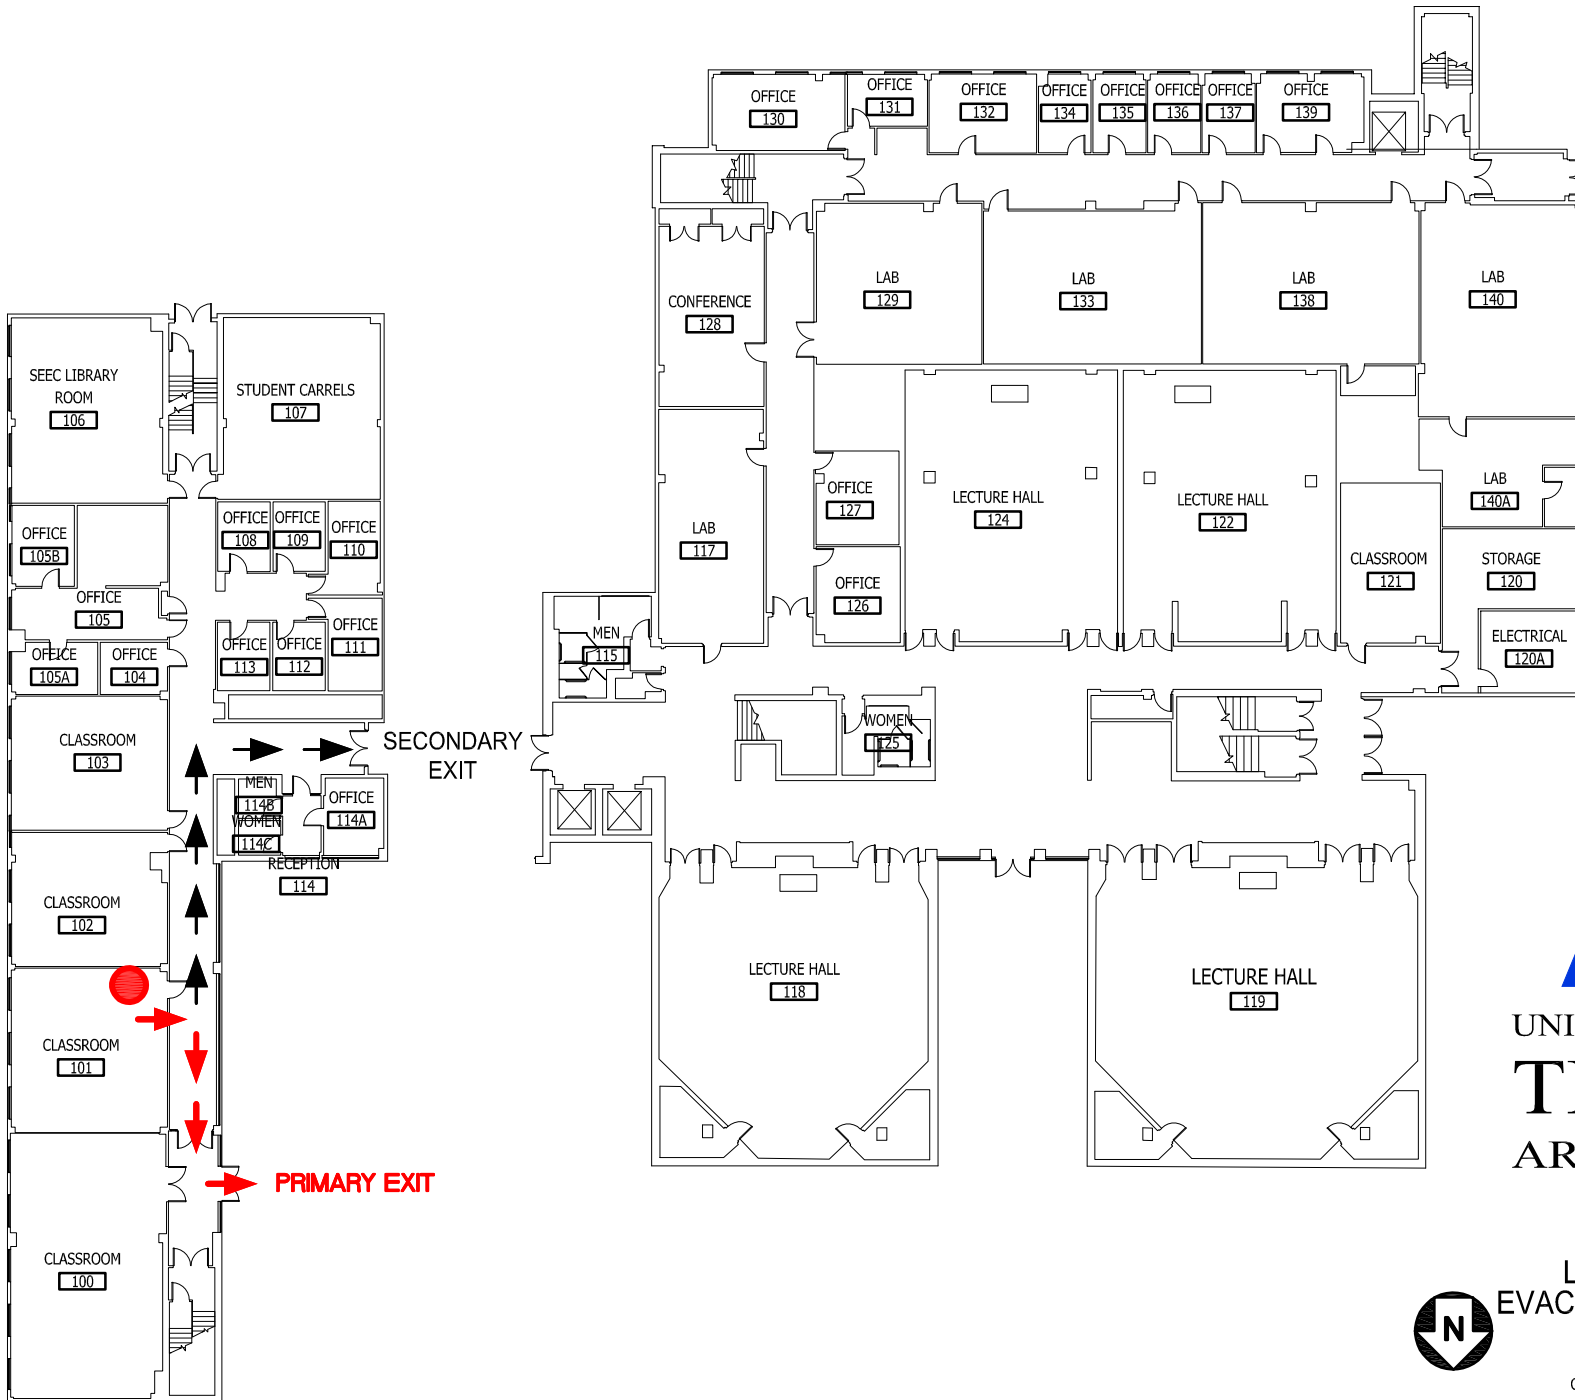 OFFICE
130
OFFICE
131
OFFICE
132
OFFICE
134
OFFICE
135
OFFICE
136
OFFICE
137
OFFICE
139
LAB
129
LAB
133
LAB
138
LAB
140
CONFERENCE
128
SEEC LIBRARY
ROOM
106
STUDENT CARRELS
107
OFFICE
127
LECTURE HALL
124
LECTURE HALL
122
LAB
140A
OFFICE
105B
OFFICE
108
OFFICE
109
OFFICE
110
LAB
117
CLASSROOM
121
STORAGE
120
OFFICE
126
OFFICE
105
OFFICE
105A
OFFICE
104
OFFICE
113
OFFICE
112
OFFICE
111
MEN
115
ELECTRICAL
120A
WOMEN
125
CLASSROOM
103
SECONDARY
EXIT
MEN
114B
WOMEN
114C
OFFICE
114A
RECEPTION
114
CLASSROOM
102
LECTURE HALL
118
LECTURE HALL
119
CLASSROOM
101
UNI
AR
PRIMARY EXIT
CLASSROOM
100
N
L
EVAC